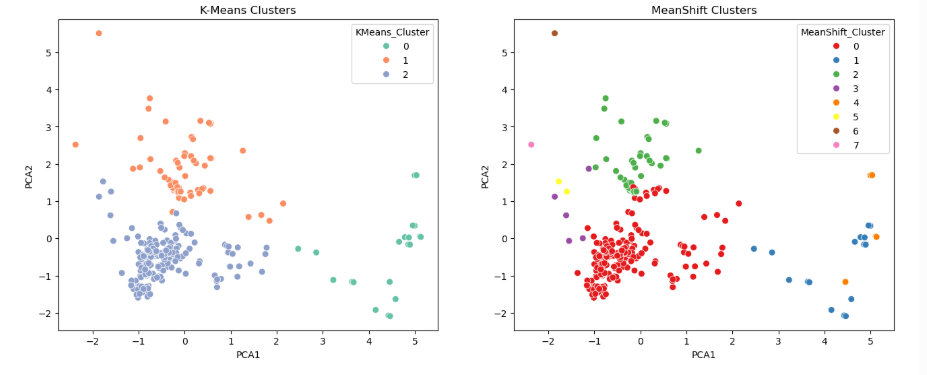 K-Means Clusters
KMeans_Cluster
0
1
2
5
4
3
2
1
0
−1
−2
PCA2
−2 −1 0 1 2 3 4 5
PCA1
MeanShift Clusters
MeanShift_Cluster
0
1
2
3
4
5
6
7
5
4
3
2
1
0
−1
−2
PCA2
−2 −1 0 1 2 3 4 5
PCA1